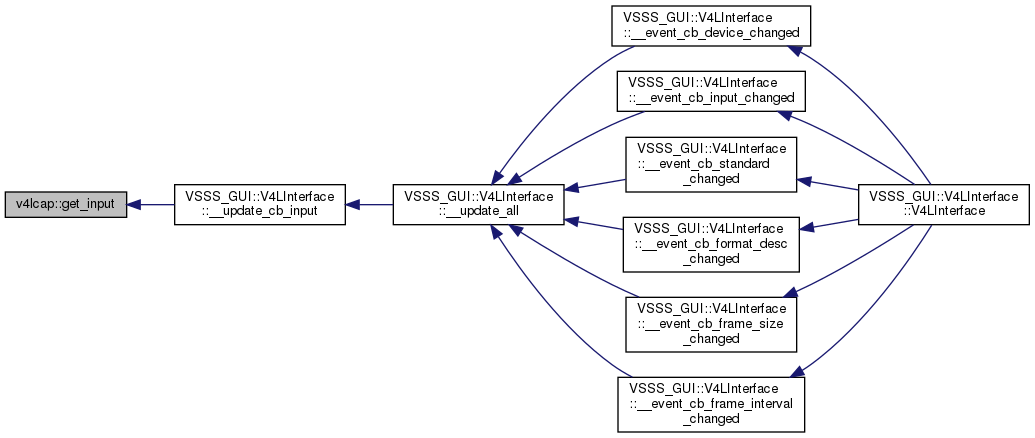 v4lcap::get_input
VSSS_GUI::V4LInterface
::__update_cb_input
VSSS_GUI::V4LInterface
::__update_all
VSSS_GUI::V4LInterface
::__event_cb_device_changed
VSSS_GUI::V4LInterface
::__event_cb_input_changed
VSSS_GUI::V4LInterface
::__event_cb_standard
_changed
VSSS_GUI::V4LInterface
::__event_cb_format_desc
_changed
VSSS_GUI::V4LInterface
::__event_cb_frame_size
_changed
VSSS_GUI::V4LInterface
::__event_cb_frame_interval
_changed
VSSS_GUI::V4LInterface
::V4LInterface